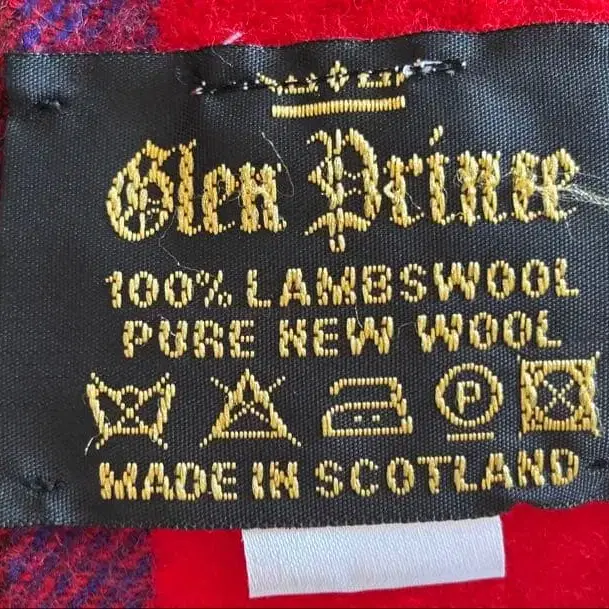 Glen Prince
100% LAMBSWOOL
PURE NEW WOOL
P
MADE IN SCOTLAND